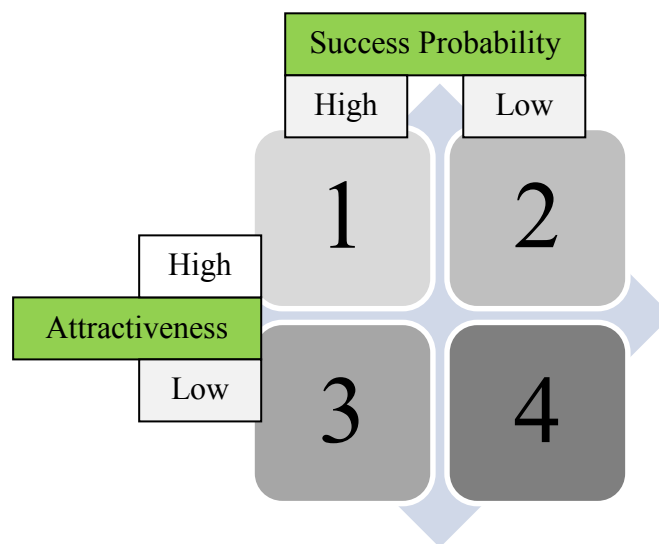 Success Probability
High
Low
1
2
High
Attractiveness
Low
3
4